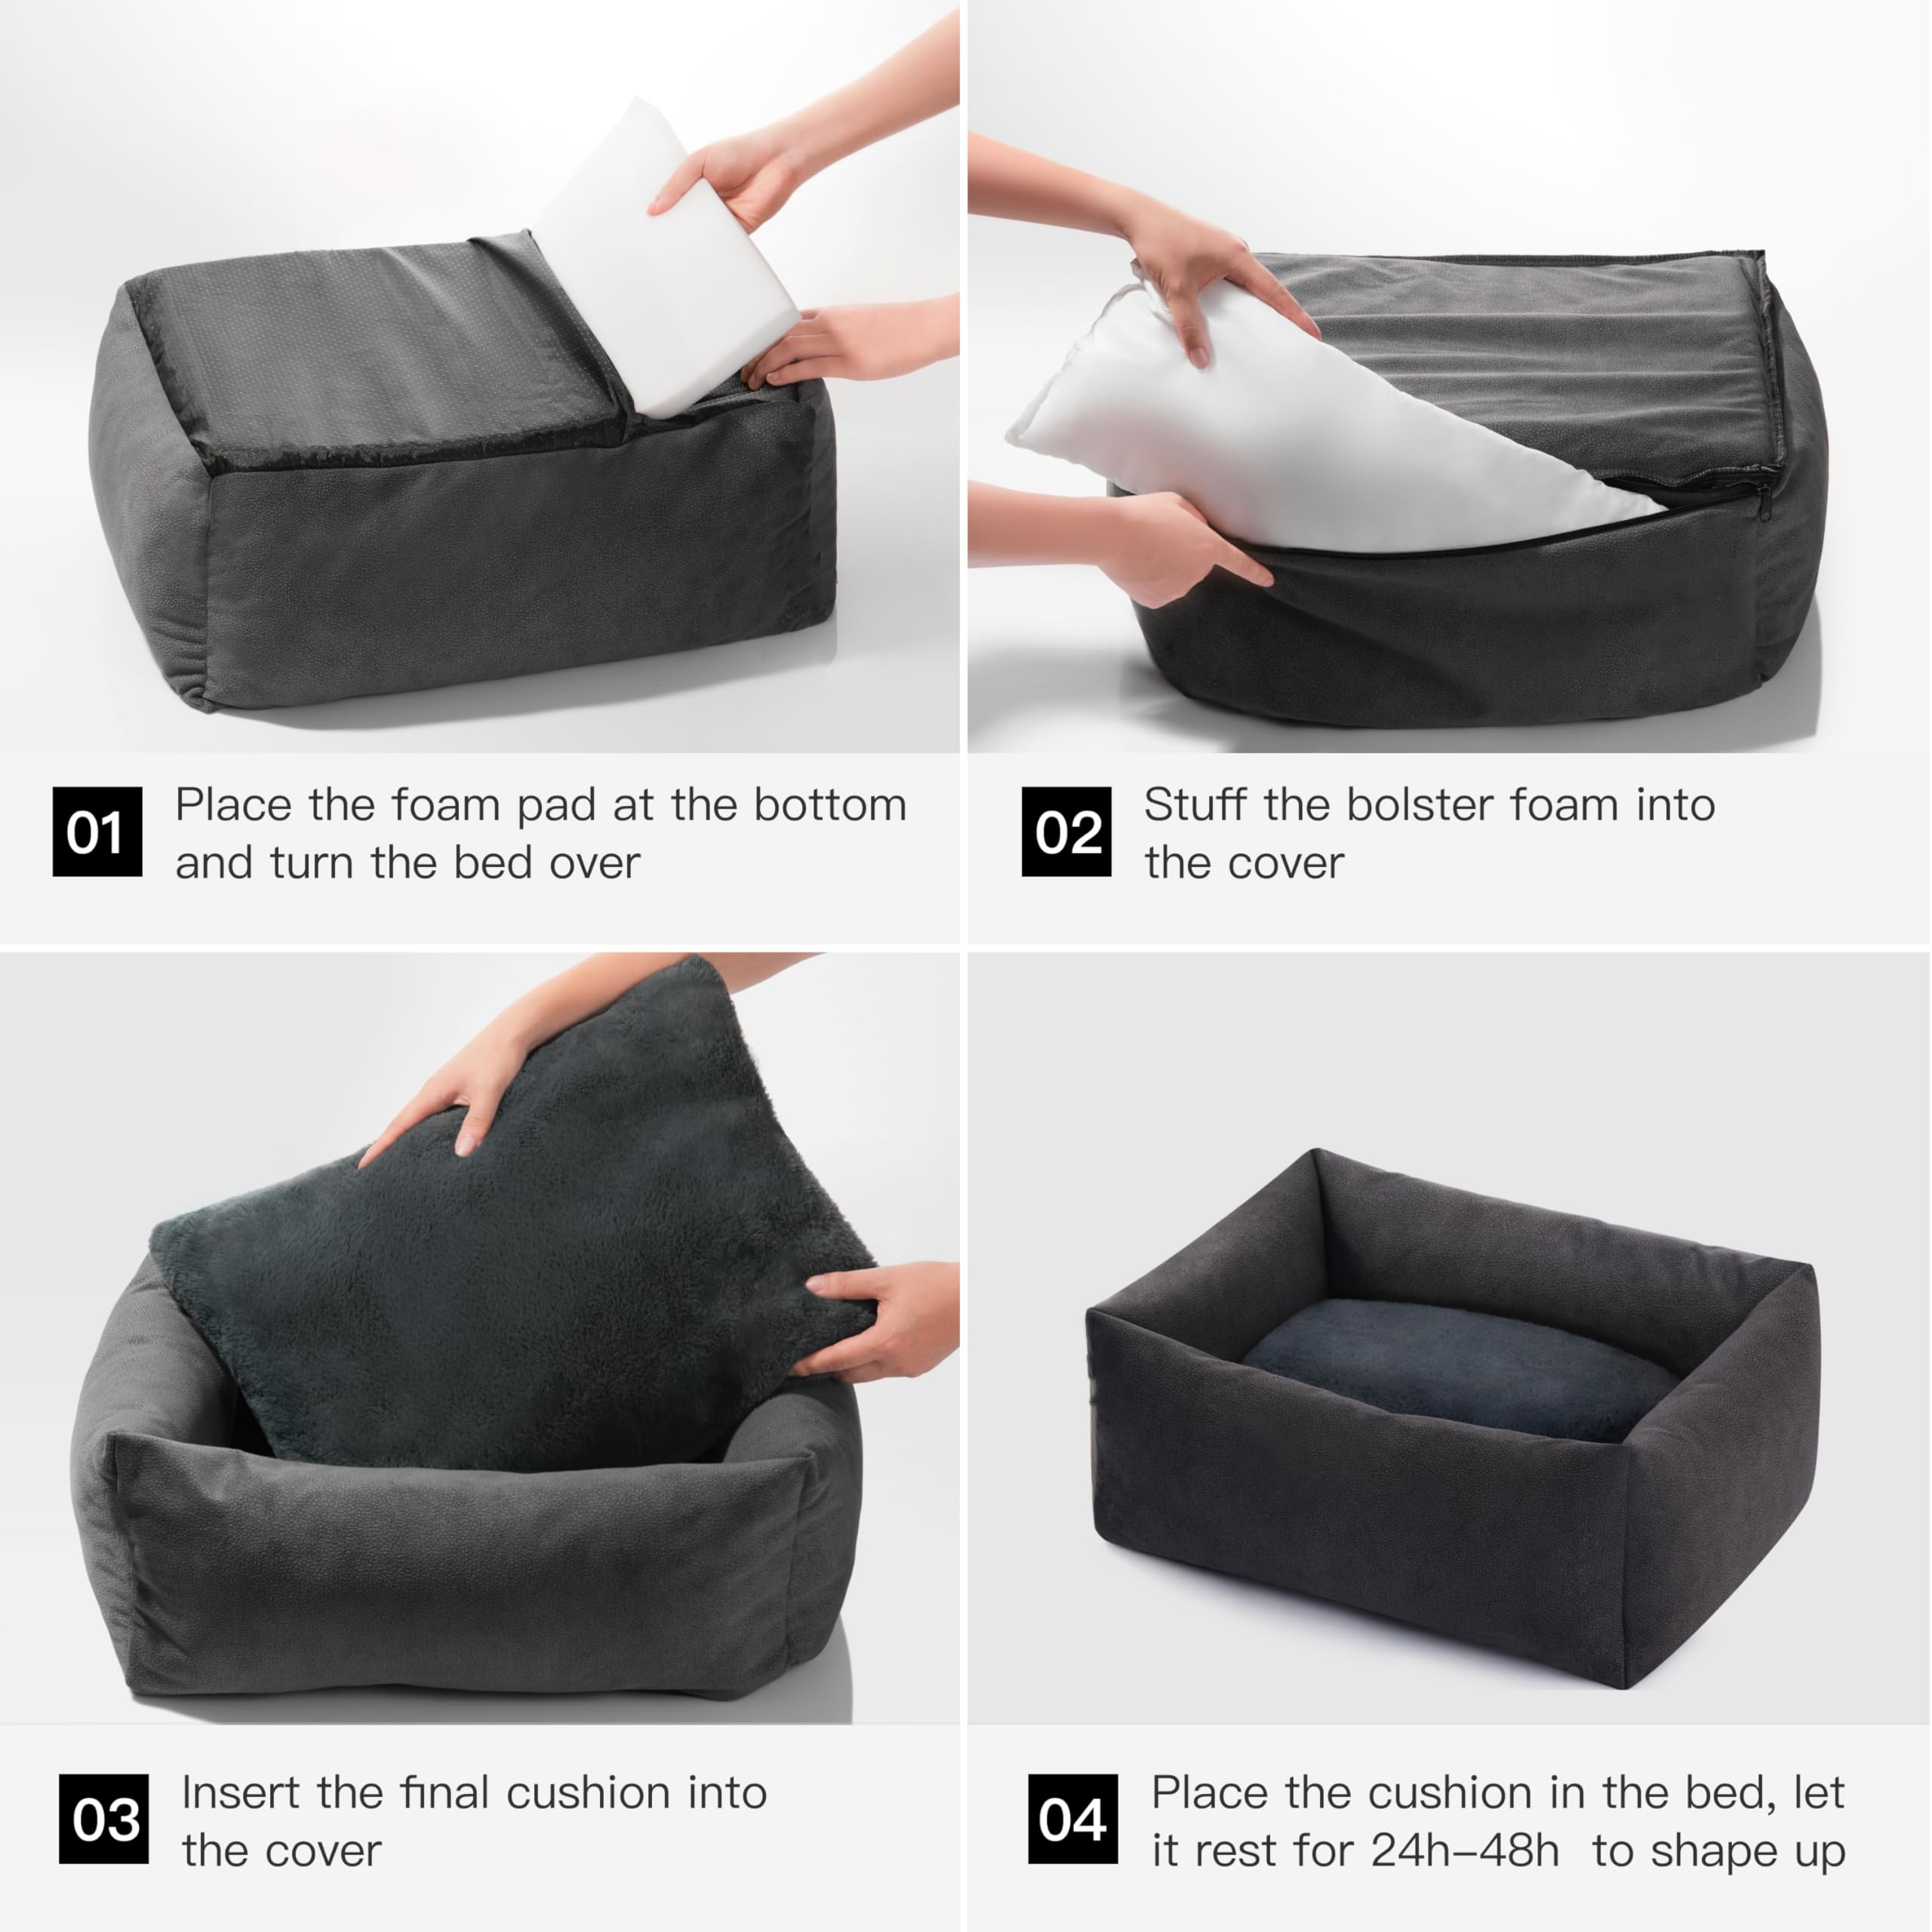 01
Place the foam pad at the bottom
and turn the bed over
02
Stuff the bolster foam into
the cover
03
Insert the final cushion into
the cover
04
Place the cushion in the bed, let
it rest for 24h–48h  to shape up